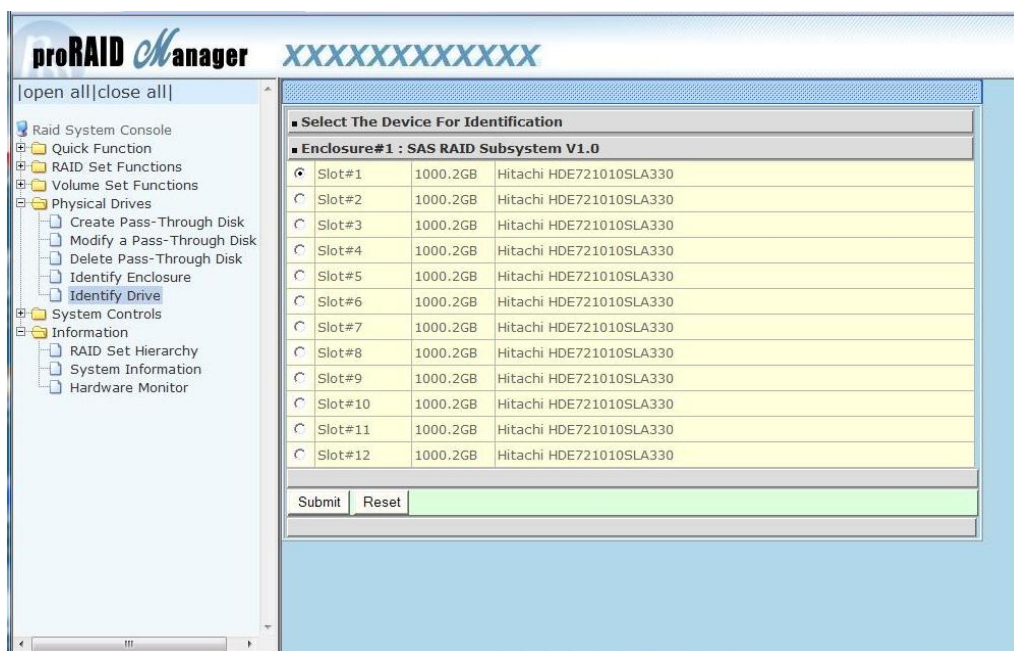 proRAID Manager XXXXXXXXXXXX
|open all|close all|
Raid System Console
Quick Function
RAID Set Functions
Volume Set Functions
Physical Drives
Create Pass-Through Disk
Modify a Pass-Through Disk
Delete Pass-Through Disk
Identify Enclosure
Identify Drive
System Controls
Information
RAID Set Hierarchy
System Information
Hardware Monitor
Select The Device For Identification
Enclosure#1 : SAS RAID Subsystem V1.0
Slot#1 1000.2GB Hitachi HDE721010SLA330
Slot#2 1000.2GB Hitachi HDE721010SLA330
Slot#3 1000.2GB Hitachi HDE721010SLA330
Slot#4 1000.2GB Hitachi HDE721010SLA330
Slot#5 1000.2GB Hitachi HDE721010SLA330
Slot#6 1000.2GB Hitachi HDE721010SLA330
Slot#7 1000.2GB Hitachi HDE721010SLA330
Slot#8 1000.2GB Hitachi HDE721010SLA330
Slot#9 1000.2GB Hitachi HDE721010SLA330
Slot#10 1000.2GB Hitachi HDE721010SLA330
Slot#11 1000.2GB Hitachi HDE721010SLA330
Slot#12 1000.2GB Hitachi HDE721010SLA330
Submit Reset